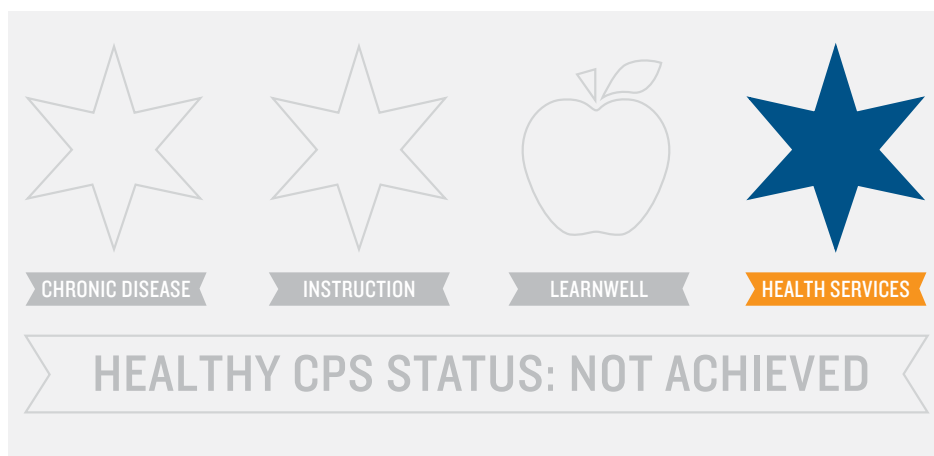 CHRONIC DISEASE
INSTRUCTION
LEARNWELL
HEALTH SERVICES
HEALTHY CPS STATUS: NOT ACHIEVED